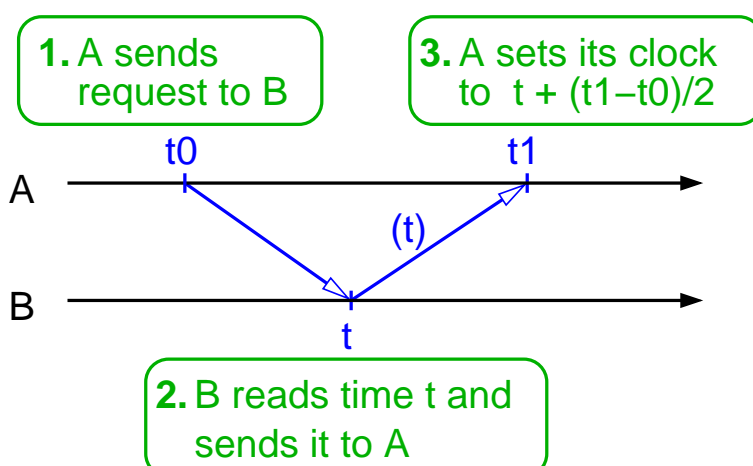 1. A sends
request to B
3. A sets its clock
to t + (t1−t0)/2
t0
t1
A
(t)
B
t
2. B reads time t and
sends it to A